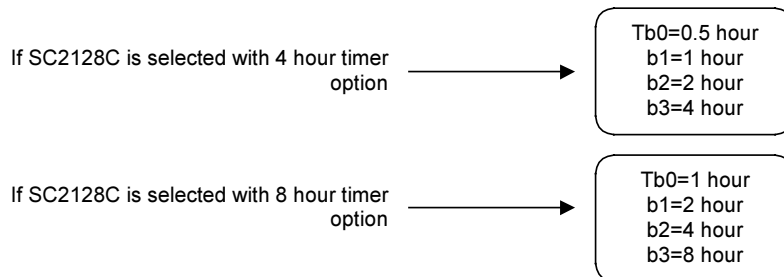 If SC2128C is selected with 4 hour timer
option
Tb0=0.5 hour
b1=1 hour
b2=2 hour
b3=4 hour
If SC2128C is selected with 8 hour timer
option
Tb0=1 hour
b1=2 hour
b2=4 hour
b3=8 hour